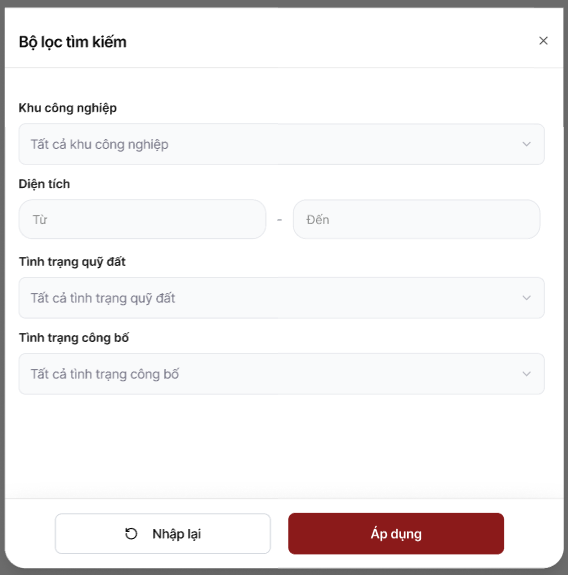 Bộ lọc tìm kiếm
Khu công nghiệp
Tất cả khu công nghiệp
Diện tích
Từ - Đến
Tình trạng quỹ đất
Tất cả tình trạng quỹ đất
Tình trạng công bố
Tất cả tình trạng công bố
Nhập lại Áp dụng